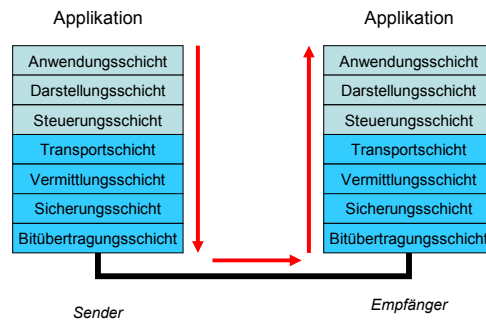 Applikation
Anwendungsschicht
Darstellungsschicht
Steuerungsschicht
Transportschicht
Vermittlungsschicht
Sicherungsschicht
Bitübertragungsschicht
Sender
Applikation
Anwendungsschicht
Darstellungsschicht
Steuerungsschicht
Transportschicht
Vermittlungsschicht
Sicherungsschicht
Bitübertragungsschicht
Empfänger